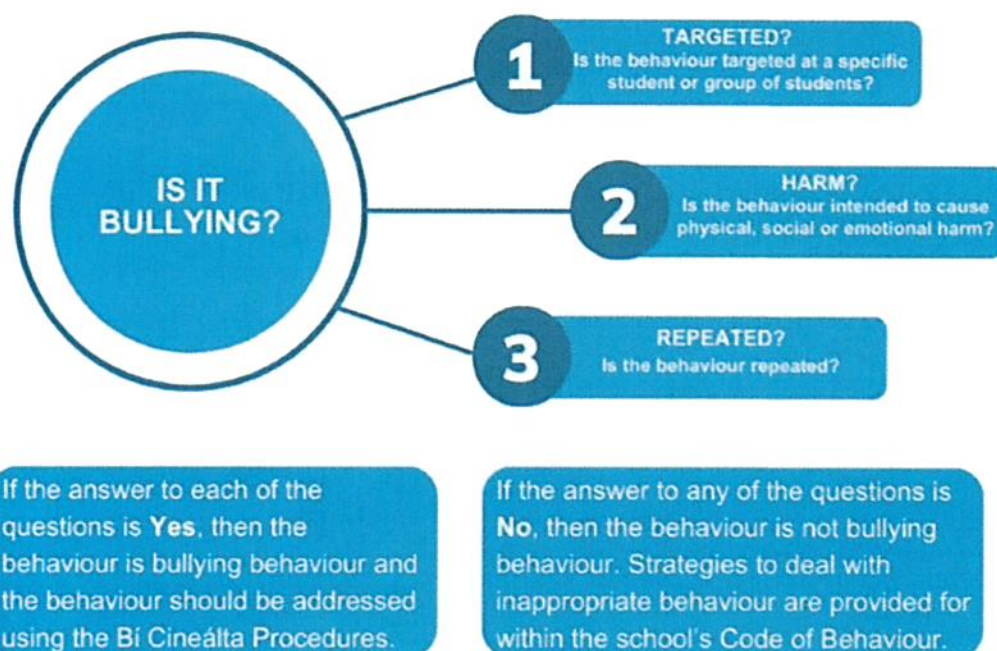 IS IT
BULLYING?
1
TARGETED?
Is the behaviour targeted at a specific
student or group of students?
2
HARM?
Is the behaviour intended to cause
physical, social or emotional harm?
3
REPEATED?
Is the behaviour repeated?
If the answer to each of the
questions is Yes, then the
behaviour is bullying behaviour and
the behaviour should be addressed
using the Bí Cineálta Procedures.
If the answer to any of the questions is
No, then the behaviour is not bullying
behaviour. Strategies to deal with
inappropriate behaviour are provided for
within the school's Code of Behaviour.